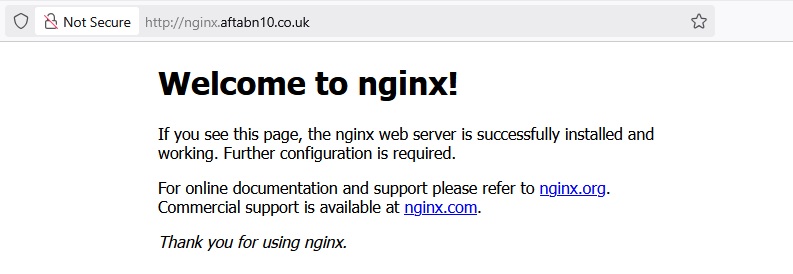 Not Secure http://nginx.aftabn10.co.uk
Welcome to nginx!
If you see this page, the nginx web server is successfully installed and
working. Further configuration is required.
For online documentation and support please refer to nginx.org.
Commercial support is available at nginx.com.
Thank you for using nginx.